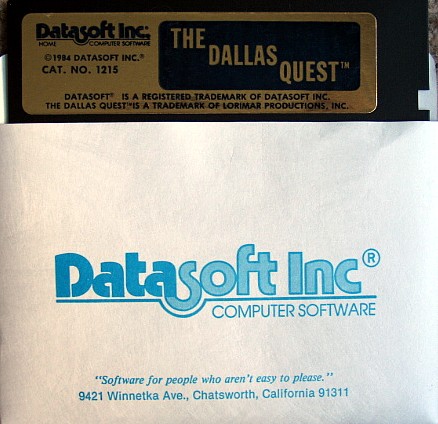 Datasoft Inc.
HOME COMPUTER SOFTWARE
©1984 DATASOFT INC.®
CAT. NO. 1215
THE
DALLAS
QUEST™
DATASOFT® IS A REGISTERED TRADEMARK OF DATASOFT INC.
THE DALLAS QUEST™IS A TRADEMARK OF LORIMAR PRODUCTIONS, INC.
Datasoft Inc®
COMPUTER SOFTWARE
"Software for people who aren't easy to please."
9421 Winnetka Ave., Chatsworth, California 91311